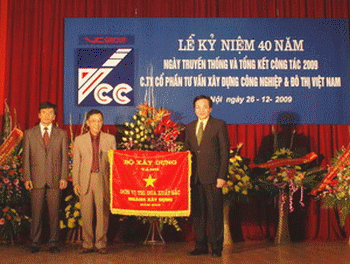 VCC
LỄ KỶ NIỆM 40 NĂM
NGÀY TRUYỀN THỐNG VÀ TỔNG KẾT CÔNG TÁC 2009
C.TY CỔ PHẦN TƯ VẤN XÂY DỰNG CÔNG NGHIỆP & ĐÔ THỊ VIỆT NAM
Nội ngày 26 - 12 - 2009
BỘ XÂY DỰNG
TẶNG
ĐƠN VỊ THI ĐUA XUẤT SẮC
NGÀNH XÂY DỰNG